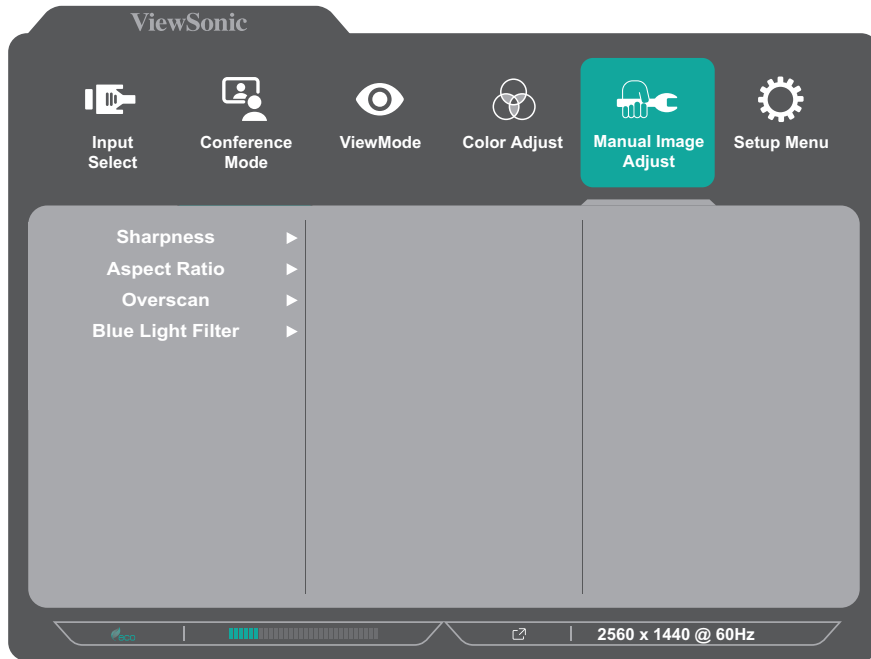 ViewSonic
Input
Select
Conference
Mode
ViewMode
Color Adjust
Manual Image
Adjust
Setup Menu
Sharpness
Aspect Ratio
Overscan
Blue Light Filter
eco
2560 x 1440 @ 60Hz